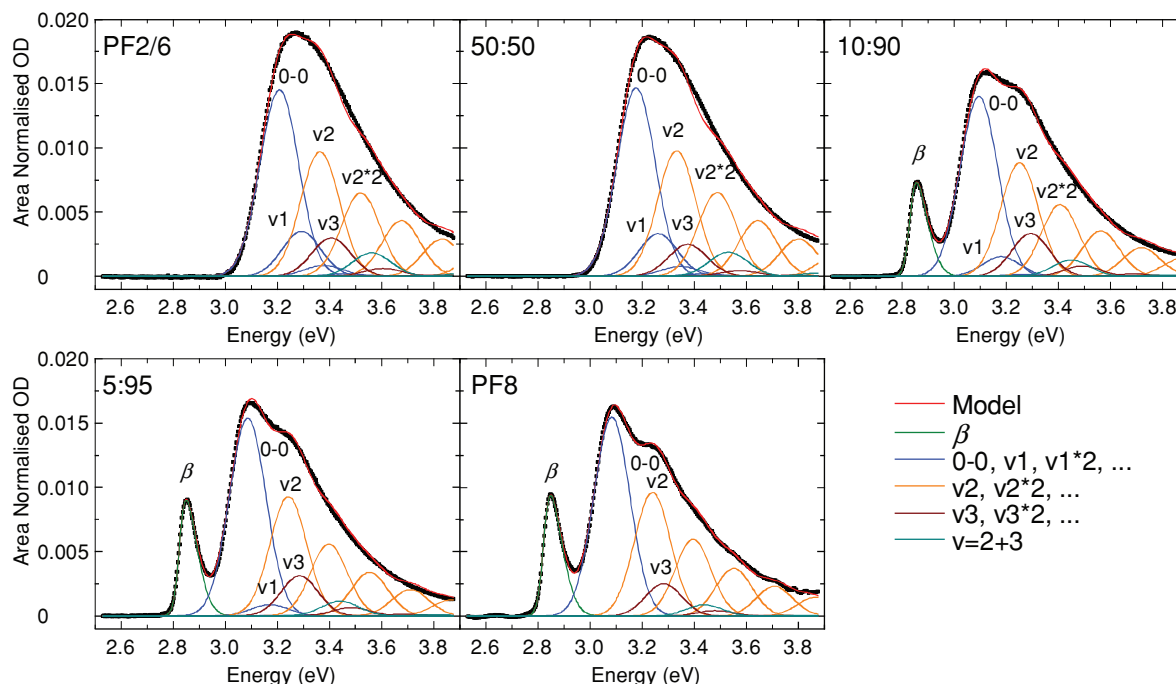 Area Normalised OD
0.020
0.015
0.010
0.005
0
PF2/6
0-0
v2
v2*2
v1
v3
2.6 2.8 3.0 3.2 3.4 3.6 3.8
Energy (eV)
50:50
0-0
v2
v2*2
v1
v3
2.6 2.8 3.0 3.2 3.4 3.6 3.8
Energy (eV)
10:90
β
0-0
v2
v2*2
v3
v1
2.6 2.8 3.0 3.2 3.4 3.6 3.8
Energy (eV)
Area Normalised OD
0.020
0.015
0.010
0.005
0
5:95
β
0-0
v2
v3
v1
2.6 2.8 3.0 3.2 3.4 3.6 3.8
Energy (eV)
PF8
β
0-0
v2
v3
2.6 2.8 3.0 3.2 3.4 3.6 3.8
Energy (eV)
Model
β
0-0, v1, v1*2, ...
v2, v2*2, ...
v3, v3*2, ...
v=2+3